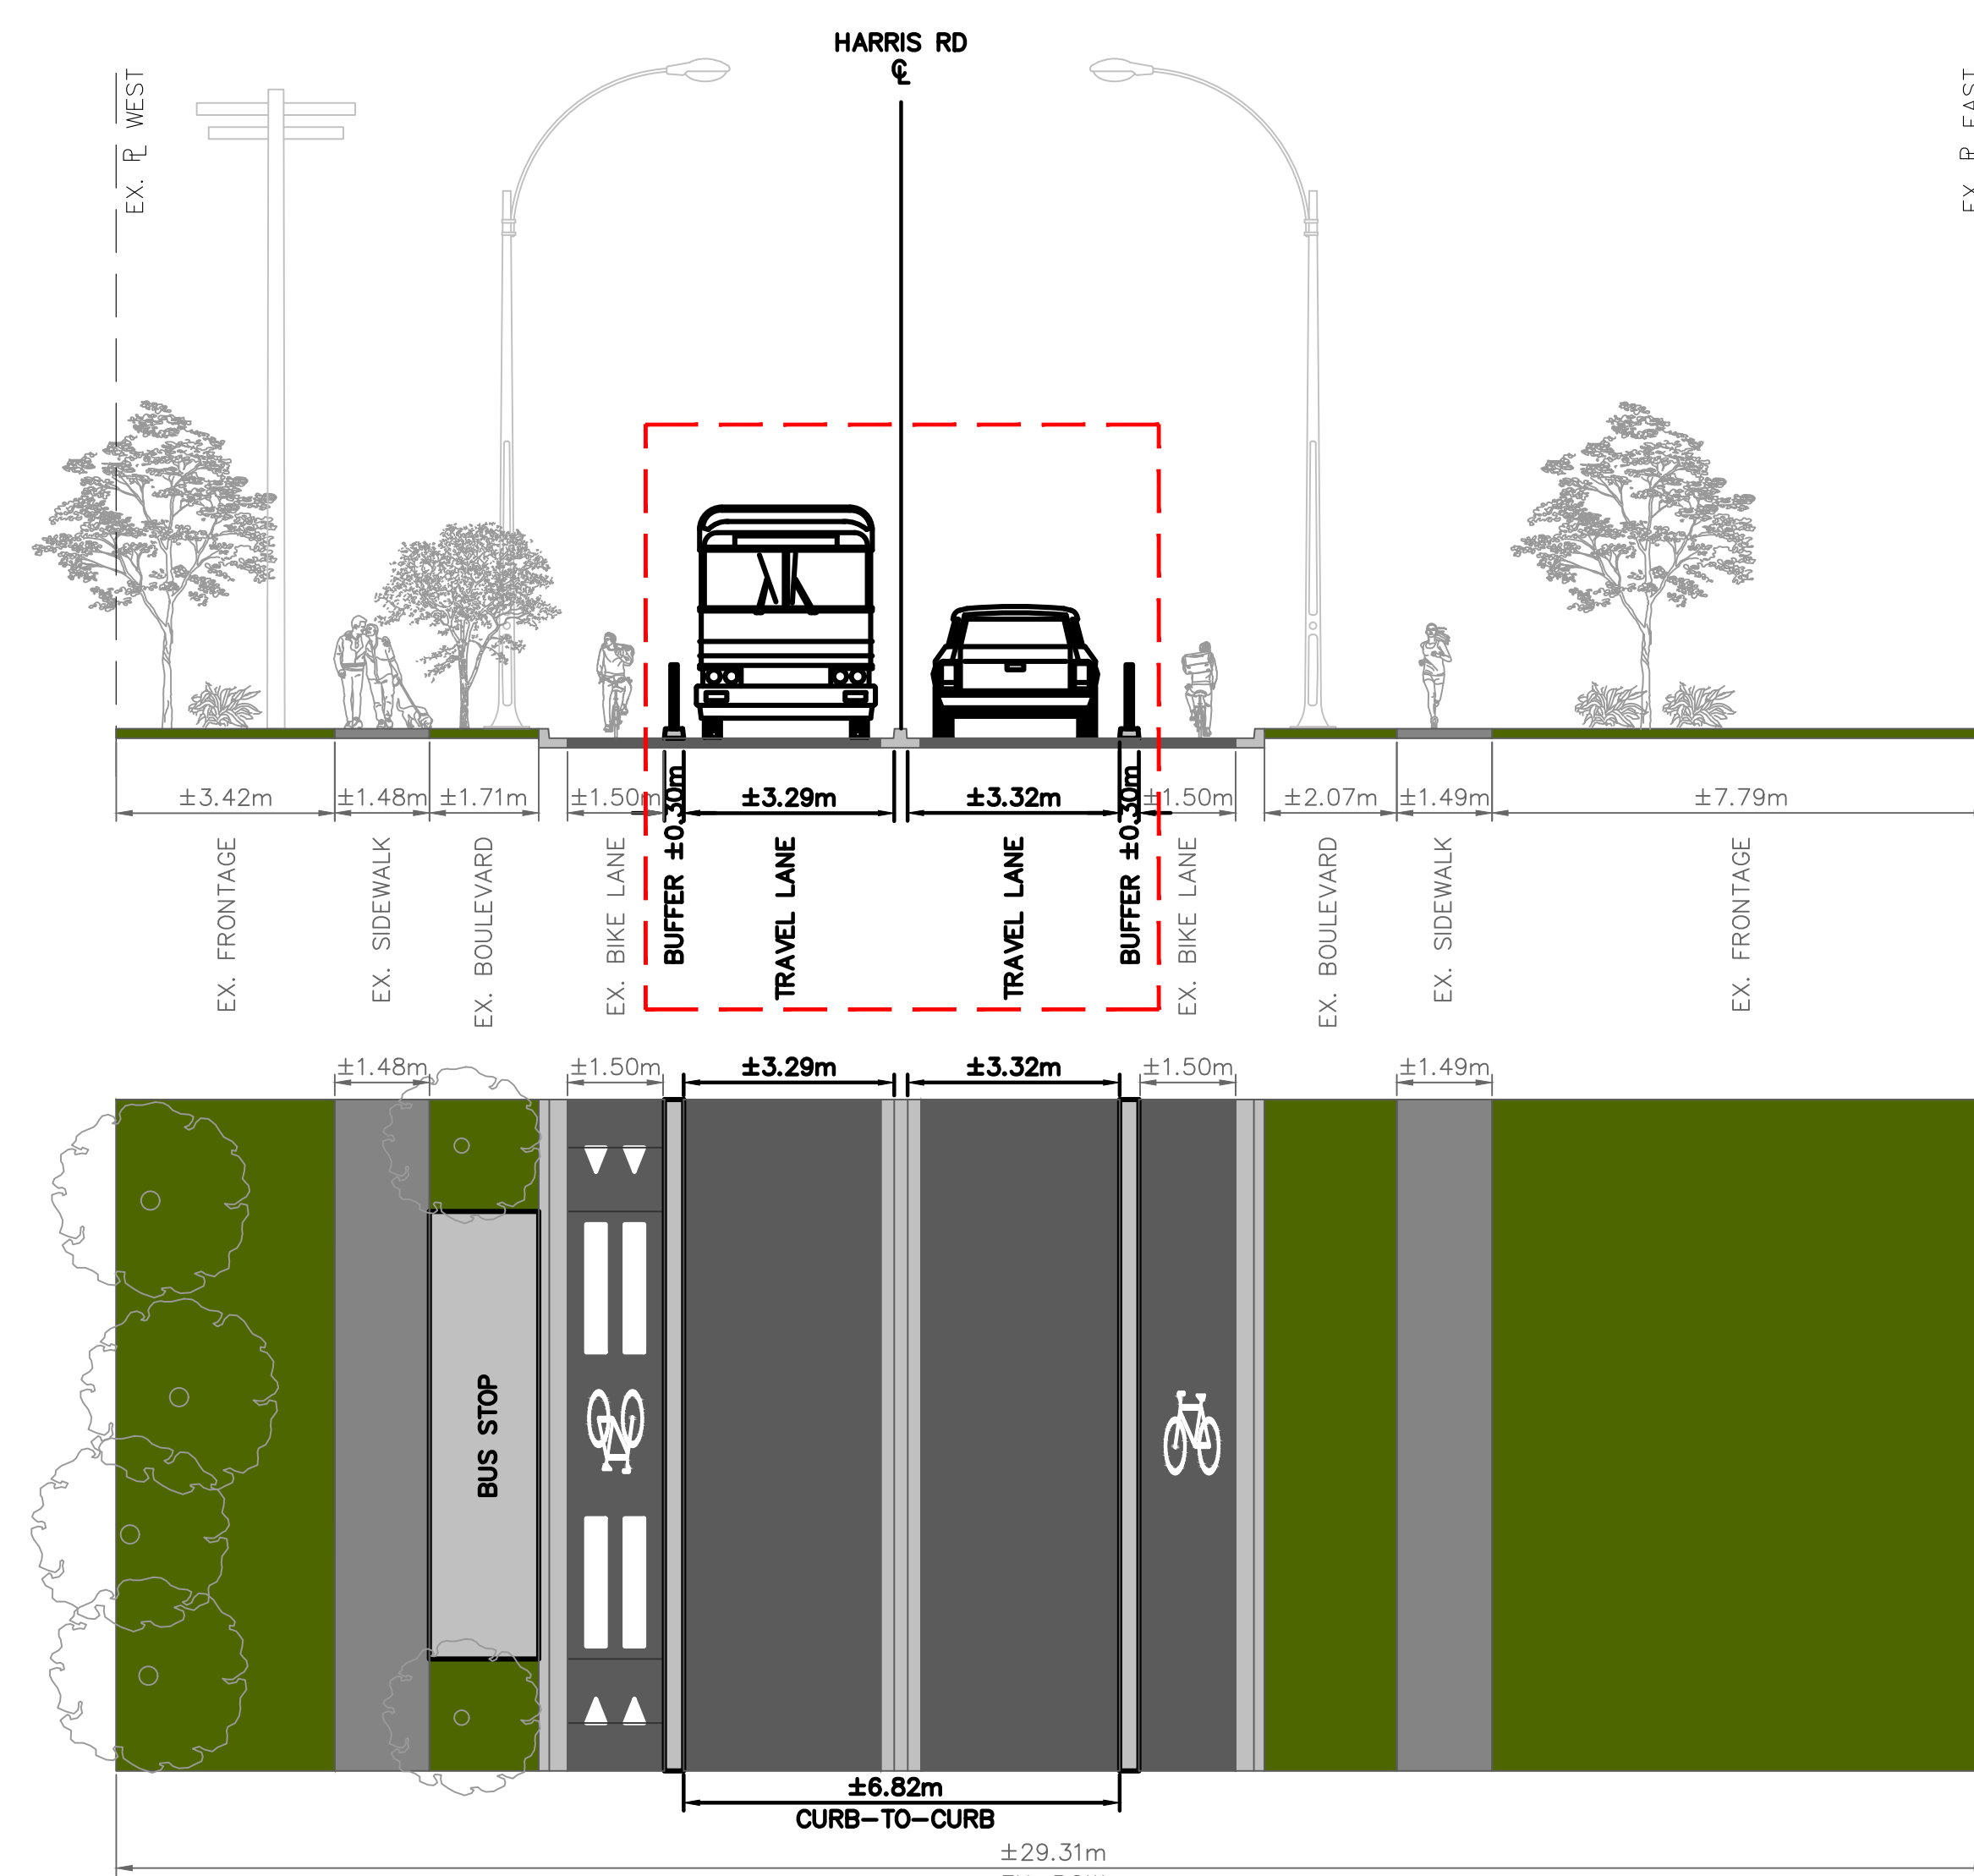 HARRIS RD
℄
EX. ⅊ WEST
EX. ⅊ EAST
±3.42m
±1.48m
±1.71m
±1.50m
BUFFER ±0.30m
±3.29m
±3.32m
BUFFER ±0.30m
±1.50m
±2.07m
±1.49m
±7.79m
EX. FRONTAGE
EX. SIDEWALK
EX. BOULEVARD
EX. BIKE LANE
TRAVEL LANE
TRAVEL LANE
EX. BIKE LANE
EX. BOULEVARD
EX. SIDEWALK
EX. FRONTAGE
±1.48m
±1.50m
±3.29m
±3.32m
±1.50m
±1.49m
BUS STOP
±6.82m
CURB-TO-CURB
±29.31m